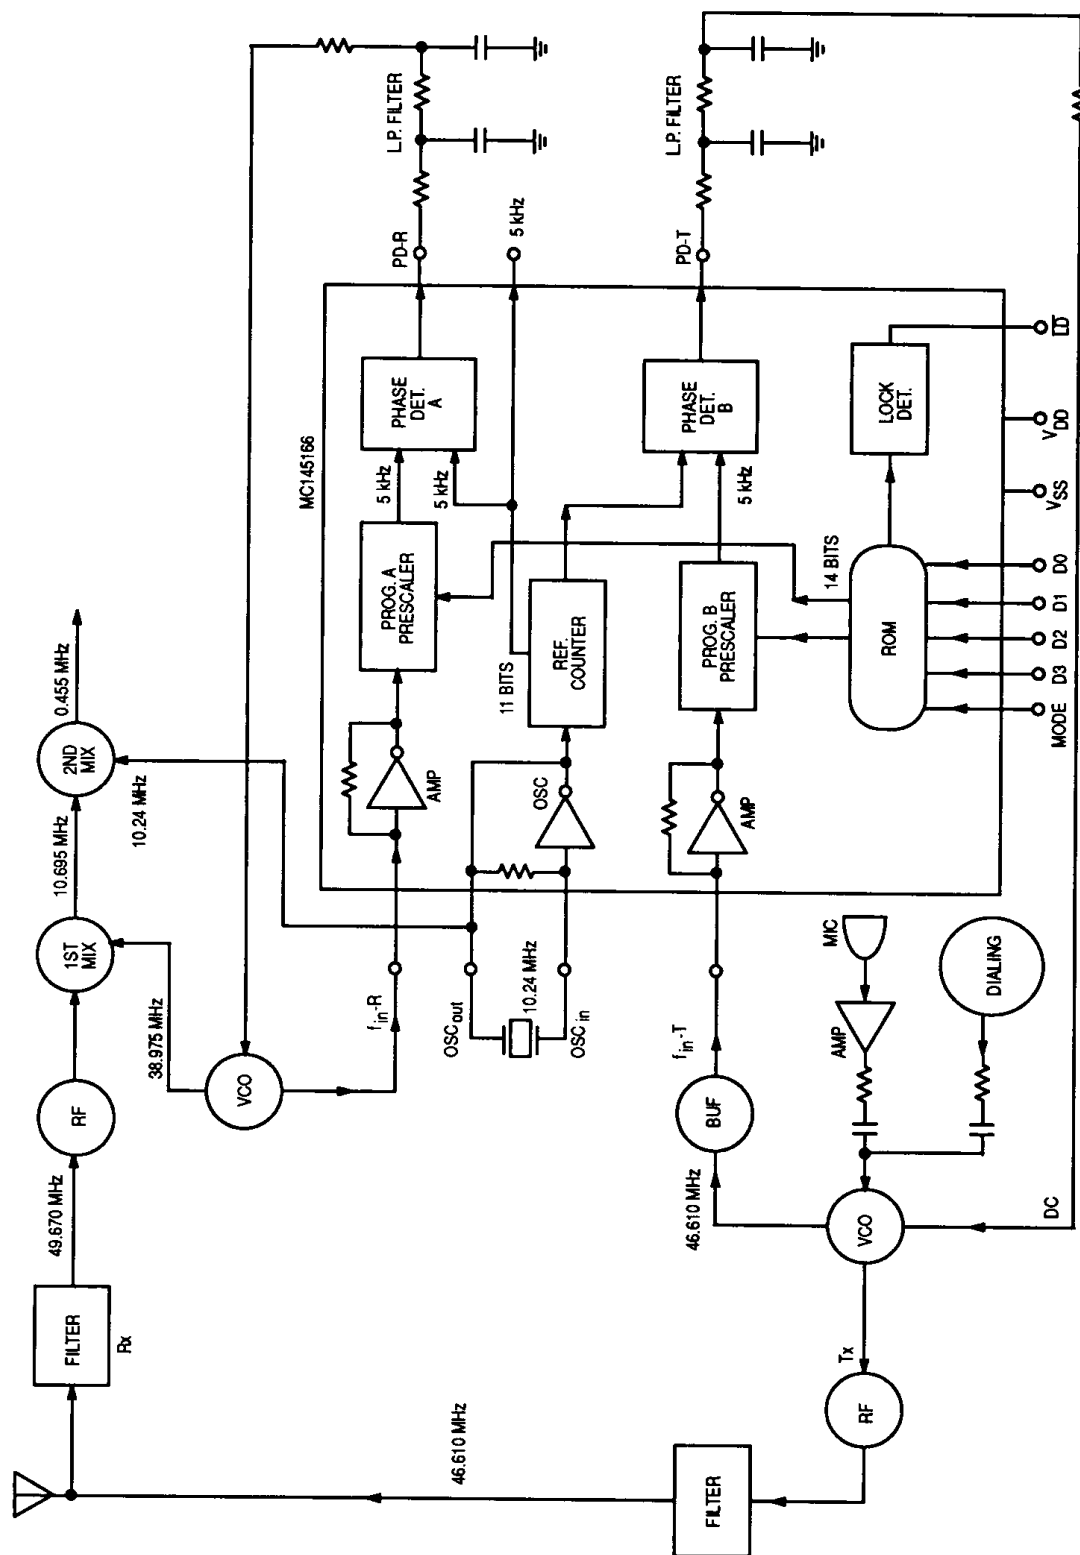 FILTER
Rx
49.670 MHz
RF
1ST
MIX
10.695 MHz
2ND
MIX
0.455 MHz
38.975 MHz
10.24 MHz
VCO
fin-R
OSCout
10.24 MHz
OSCin
AMP
OSC
MC145166
PROG. A
PRESCALER
5 kHz
5 kHz
PHASE
DET.
A
PD-R
L.P. FILTER
11 BITS
REF.
COUNTER
5 kHz
46.610 MHz
FILTER
RF
Tx
VCO
DC
46.610 MHz
BUF
fin-T
AMP
PROG. B
PRESCALER
5 kHz
PHASE
DET.
B
PD-T
L.P. FILTER
AMP
MIC
DIALING
14 BITS
ROM
LOCK
DET.
MODE
D3
D2
D1
D0
VSS
VDD
L̅D̅